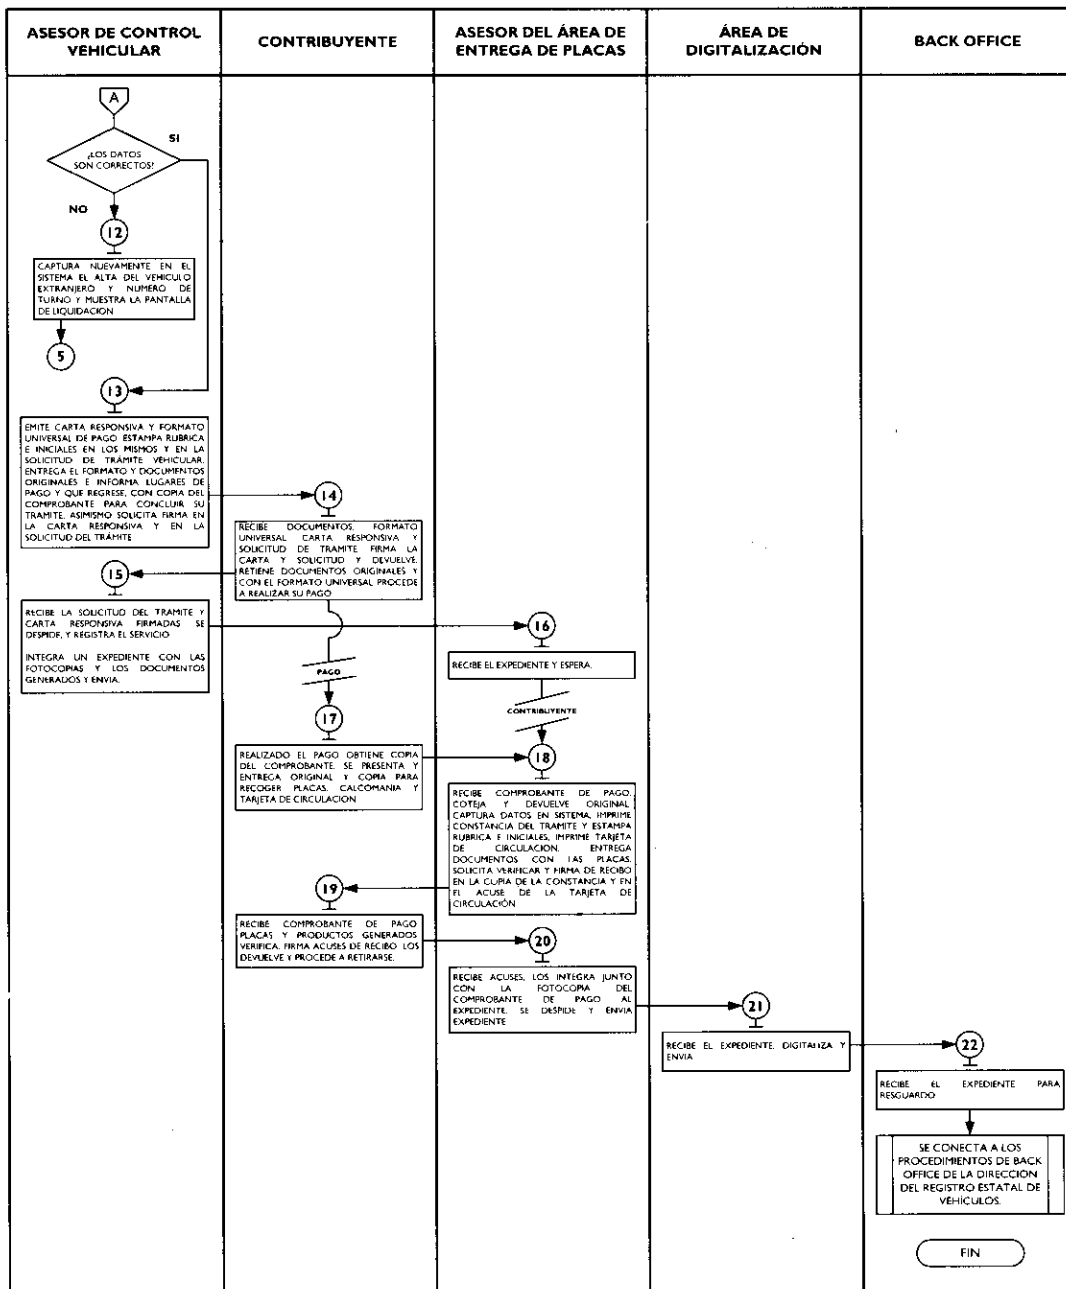 ASESOR DE CONTROL
VEHICULAR
CONTRIBUYENTE
ASESOR DEL ÁREA DE
ENTREGA DE PLACAS
ÁREA DE
DIGITALIZACIÓN
BACK OFFICE
A
¿LOS DATOS
SON CORRECTOS?
SI
NO
12
CAPTURA NUEVAMENTE EN EL
SISTEMA EL ALTA DEL VEHICULO
EXTRANJERO Y NUMERO DE
TURNO Y MUESTRA LA PANTALLA
DE LIQUIDACION
5
13
EMITE CARTA RESPONSIVA Y FORMATO
UNIVERSAL DE PAGO ESTAMPA RUBRICA
E INICIALES EN LOS MISMOS Y EN LA
SOLICITUD DE TRÁMITE VEHICULAR.
ENTREGA EL FORMATO Y DOCUMENTOS
ORIGINALES E INFORMA LUGARES DE
PAGO Y QUE REGRESE, CON COPIA DEL
COMPROBANTE PARA CONCLUIR SU
TRAMITE. ASIMISMO SOLICITA FIRMA EN
LA CARTA RESPONSIVA Y EN LA
SOLICITUD DEL TRÁMITE
14
RECIBE DOCUMENTOS, FORMATO
UNIVERSAL CARTA RESPONSIVA Y
SOLICITUD DE TRAMITE FIRMA LA
CARTA Y SOLICITUD Y DEVUELVE.
RETIENE DOCUMENTOS ORIGINALES Y
CON EL FORMATO UNIVERSAL PROCEDE
A REALIZAR SU PAGO
15
RECIBE LA SOLICITUD DEL TRAMITE Y
CARTA RESPONSIVA FIRMADAS SE
DESPIDE, Y REGISTRA EL SERVICIO
INTEGRA UN EXPEDIENTE CON LAS
FOTOCOPIAS Y LOS DOCUMENTOS
GENERADOS Y ENVIA.
16
RECIBE EL EXPEDIENTE Y ESPERA.
PAGO
CONTRIBUYENTE
17
REALIZADO EL PAGO OBTIENE COPIA
DEL COMPROBANTE. SE PRESENTA Y
ENTREGA ORIGINAL Y COPIA PARA
RECOGER PLACAS, CALCOMANIA Y
TARJETA DE CIRCULACION
18
RECIBE COMPROBANTE DE PAGO,
COTEJA Y DEVUELVE ORIGINAL
CAPTURA DATOS EN SISTEMA, IMPRIME
CONSTANCIA DEL TRAMITE Y ESTAMPA
RUBRICA E INICIALES, IMPRIME TARJETA
DE CIRCULACION. ENTREGA
DOCUMENTOS CON LAS PLACAS,
SOLICITA VERIFICAR Y FIRMA DE RECIBO
EN LA COPIA DE LA CONSTANCIA Y EN
EL ACUSE DE LA TARJETA DE
CIRCULACIÓN
19
RECIBE COMPROBANTE DE PAGO
PLACAS Y PRODUCTOS GENERADOS
VERIFICA, FIRMA ACUSES DE RECIBO LOS
DEVUELVE Y PROCEDE A RETIRARSE.
20
RECIBE ACUSES, LOS INTEGRA JUNTO
CON LA FOTOCOPIA DEL
COMPROBANTE DE PAGO AL
EXPEDIENTE. SE DESPIDE Y ENVIA
EXPEDIENTE
21
RECIBE EL EXPEDIENTE, DIGITALIZA Y
ENVIA
22
RECIBE EL EXPEDIENTE PARA
RESGUARDO
SE CONECTA A LOS
PROCEDIMIENTOS DE BACK
OFFICE DE LA DIRECCION
DEL REGISTRO ESTATAL DE
VEHÍCULOS.
FIN